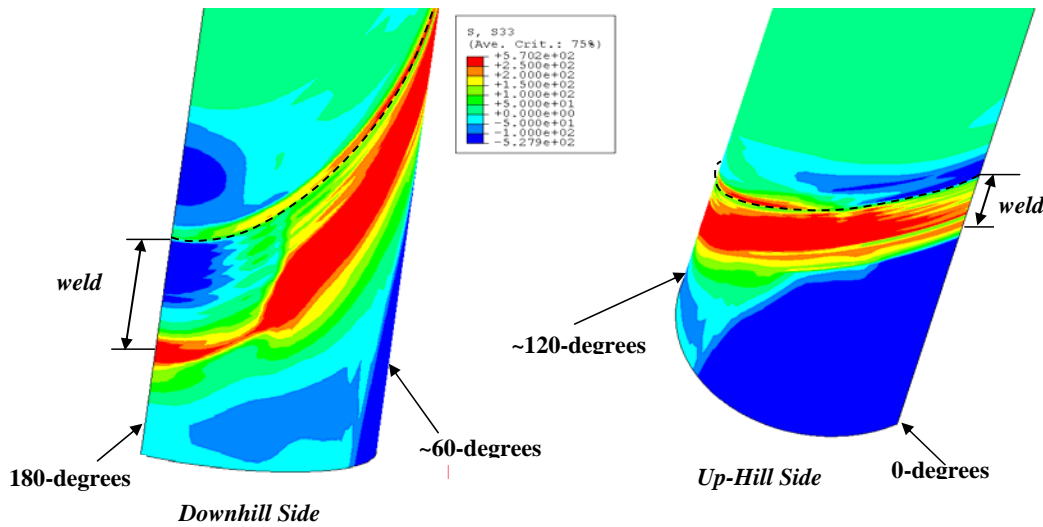 S, S33
(Ave. Crit.: 75%)
+5.702e+02
+2.500e+02
+2.000e+02
+1.500e+02
+1.000e+02
+5.000e+01
+0.000e+00
-5.000e+01
-1.000e+02
-5.279e+02
weld
weld
~120-degrees
~60-degrees
180-degrees
0-degrees
Up-Hill Side
Downhill Side